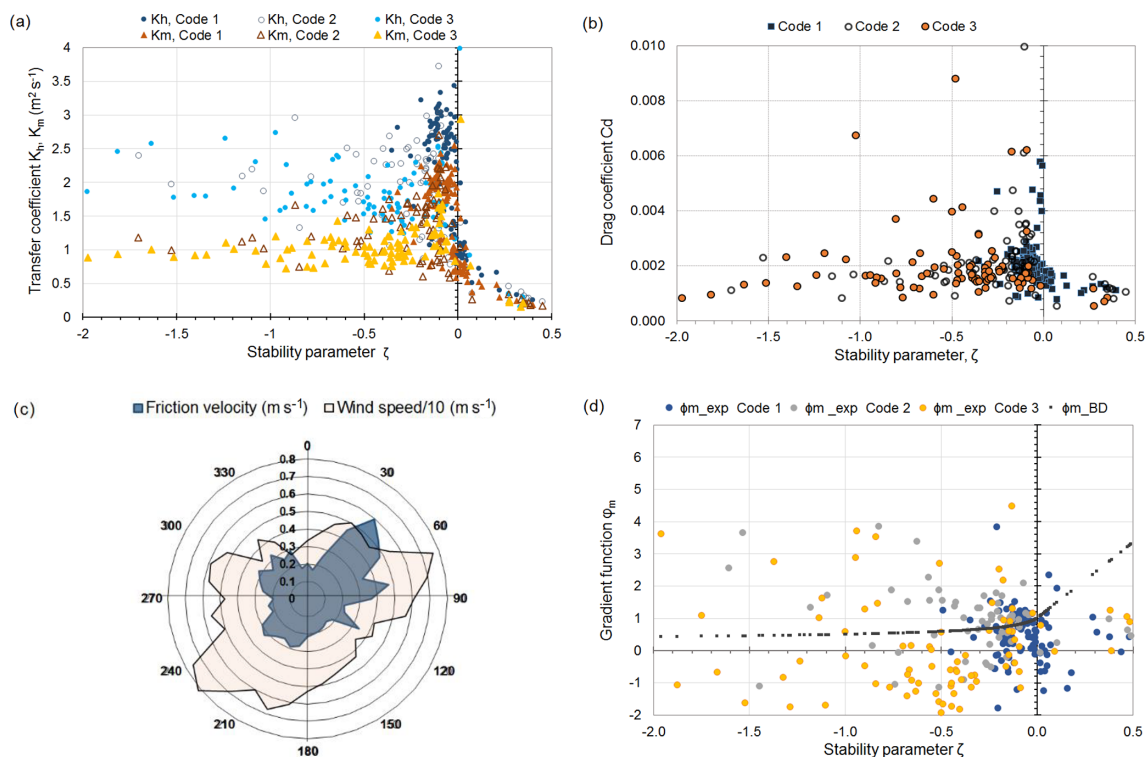 (a)
Kh, Code 1 Kh, Code 2 Kh, Code 3
Km, Code 1 Km, Code 2 Km, Code 3
Transfer coefficient Kh, Km (m² s⁻¹)
4
3.5
3
2.5
2
1.5
1
0.5
0
-2 -1.5 -1 -0.5 0 0.5
Stability parameter ζ
(b)
Code 1 Code 2 Code 3
Drag coefficient Cd
0.010
0.008
0.006
0.004
0.002
0.000
-2.0 -1.5 -1.0 -0.5 0.0 0.5
Stability parameter, ζ
(c)
Friction velocity (m s⁻¹) Wind speed/10 (m s⁻¹)
0
30
60
90
120
150
180
210
240
270
300
330
0.8
0.7
0.6
0.5
0.4
0.3
0.2
0.1
0
(d)
ϕm_exp Code 1 ϕm _exp Code 2 ϕm _exp Code 3 ϕm_BD
Gradient function φm
7
6
5
4
3
2
1
0
-1
-2
-2.0 -1.5 -1.0 -0.5 0.0 0.5
Stability parameter ζ